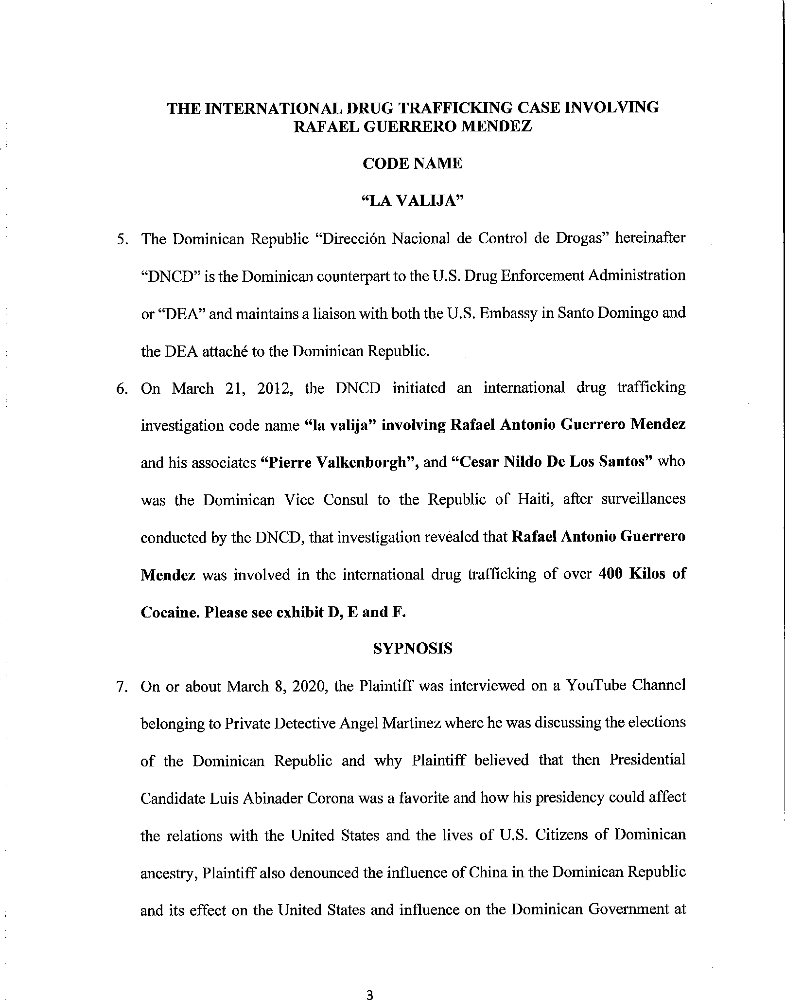 THE INTERNATIONAL DRUG TRAFFICKING CASE INVOLVING
RAFAEL GUERRERO MENDEZ
CODE NAME
“LA VALIJA”
5. The Dominican Republic “Dirección Nacional de Control de Drogas” hereinafter
“DNCD” is the Dominican counterpart to the U.S. Drug Enforcement Administration
or “DEA” and maintains a liaison with both the U.S. Embassy in Santo Domingo and
the DEA attaché to the Dominican Republic.
6. On March 21, 2012, the DNCD initiated an international drug trafficking
investigation code name “la valija” involving Rafael Antonio Guerrero Mendez
and his associates “Pierre Valkenborgh”, and “Cesar Nildo De Los Santos” who
was the Dominican Vice Consul to the Republic of Haiti, after surveillances
conducted by the DNCD, that investigation revealed that Rafael Antonio Guerrero
Mendez was involved in the international drug trafficking of over 400 Kilos of
Cocaine. Please see exhibit D, E and F.
SYPNOSIS
7. On or about March 8, 2020, the Plaintiff was interviewed on a YouTube Channel
belonging to Private Detective Angel Martinez where he was discussing the elections
of the Dominican Republic and why Plaintiff believed that then Presidential
Candidate Luis Abinader Corona was a favorite and how his presidency could affect
the relations with the United States and the lives of U.S. Citizens of Dominican
ancestry, Plaintiff also denounced the influence of China in the Dominican Republic
and its effect on the United States and influence on the Dominican Government at
3